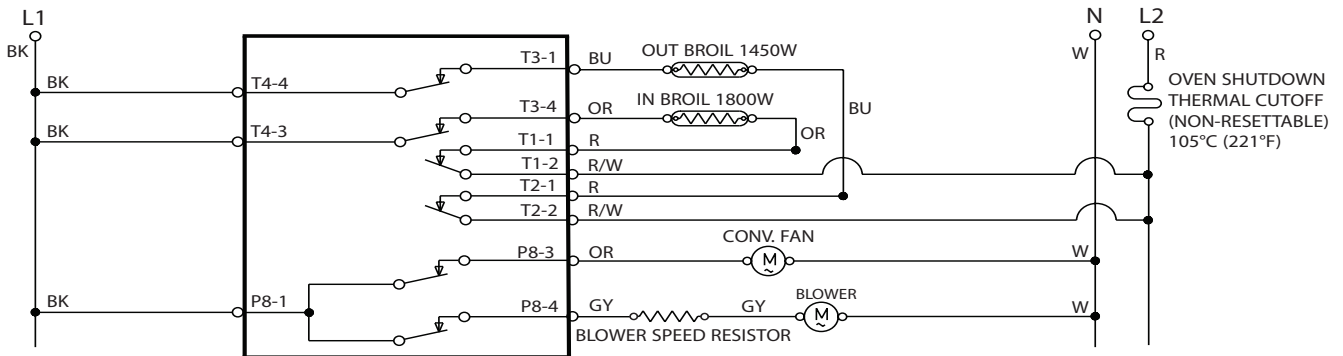 L1
N
L2
BK
W
R
BK
T4-4
T3-1
BU
OUT BROIL 1450W
BU
OVEN SHUTDOWN
THERMAL CUTOFF
(NON-RESETTABLE)
105°C (221°F)
BK
T4-3
T3-4
OR
IN BROIL 1800W
OR
T1-1
R
T1-2
R/W
T2-1
R
T2-2
R/W
P8-3
OR
CONV. FAN
M
~
W
BK
P8-1
P8-4
GY
GY
BLOWER
M
~
W
BLOWER SPEED RESISTOR